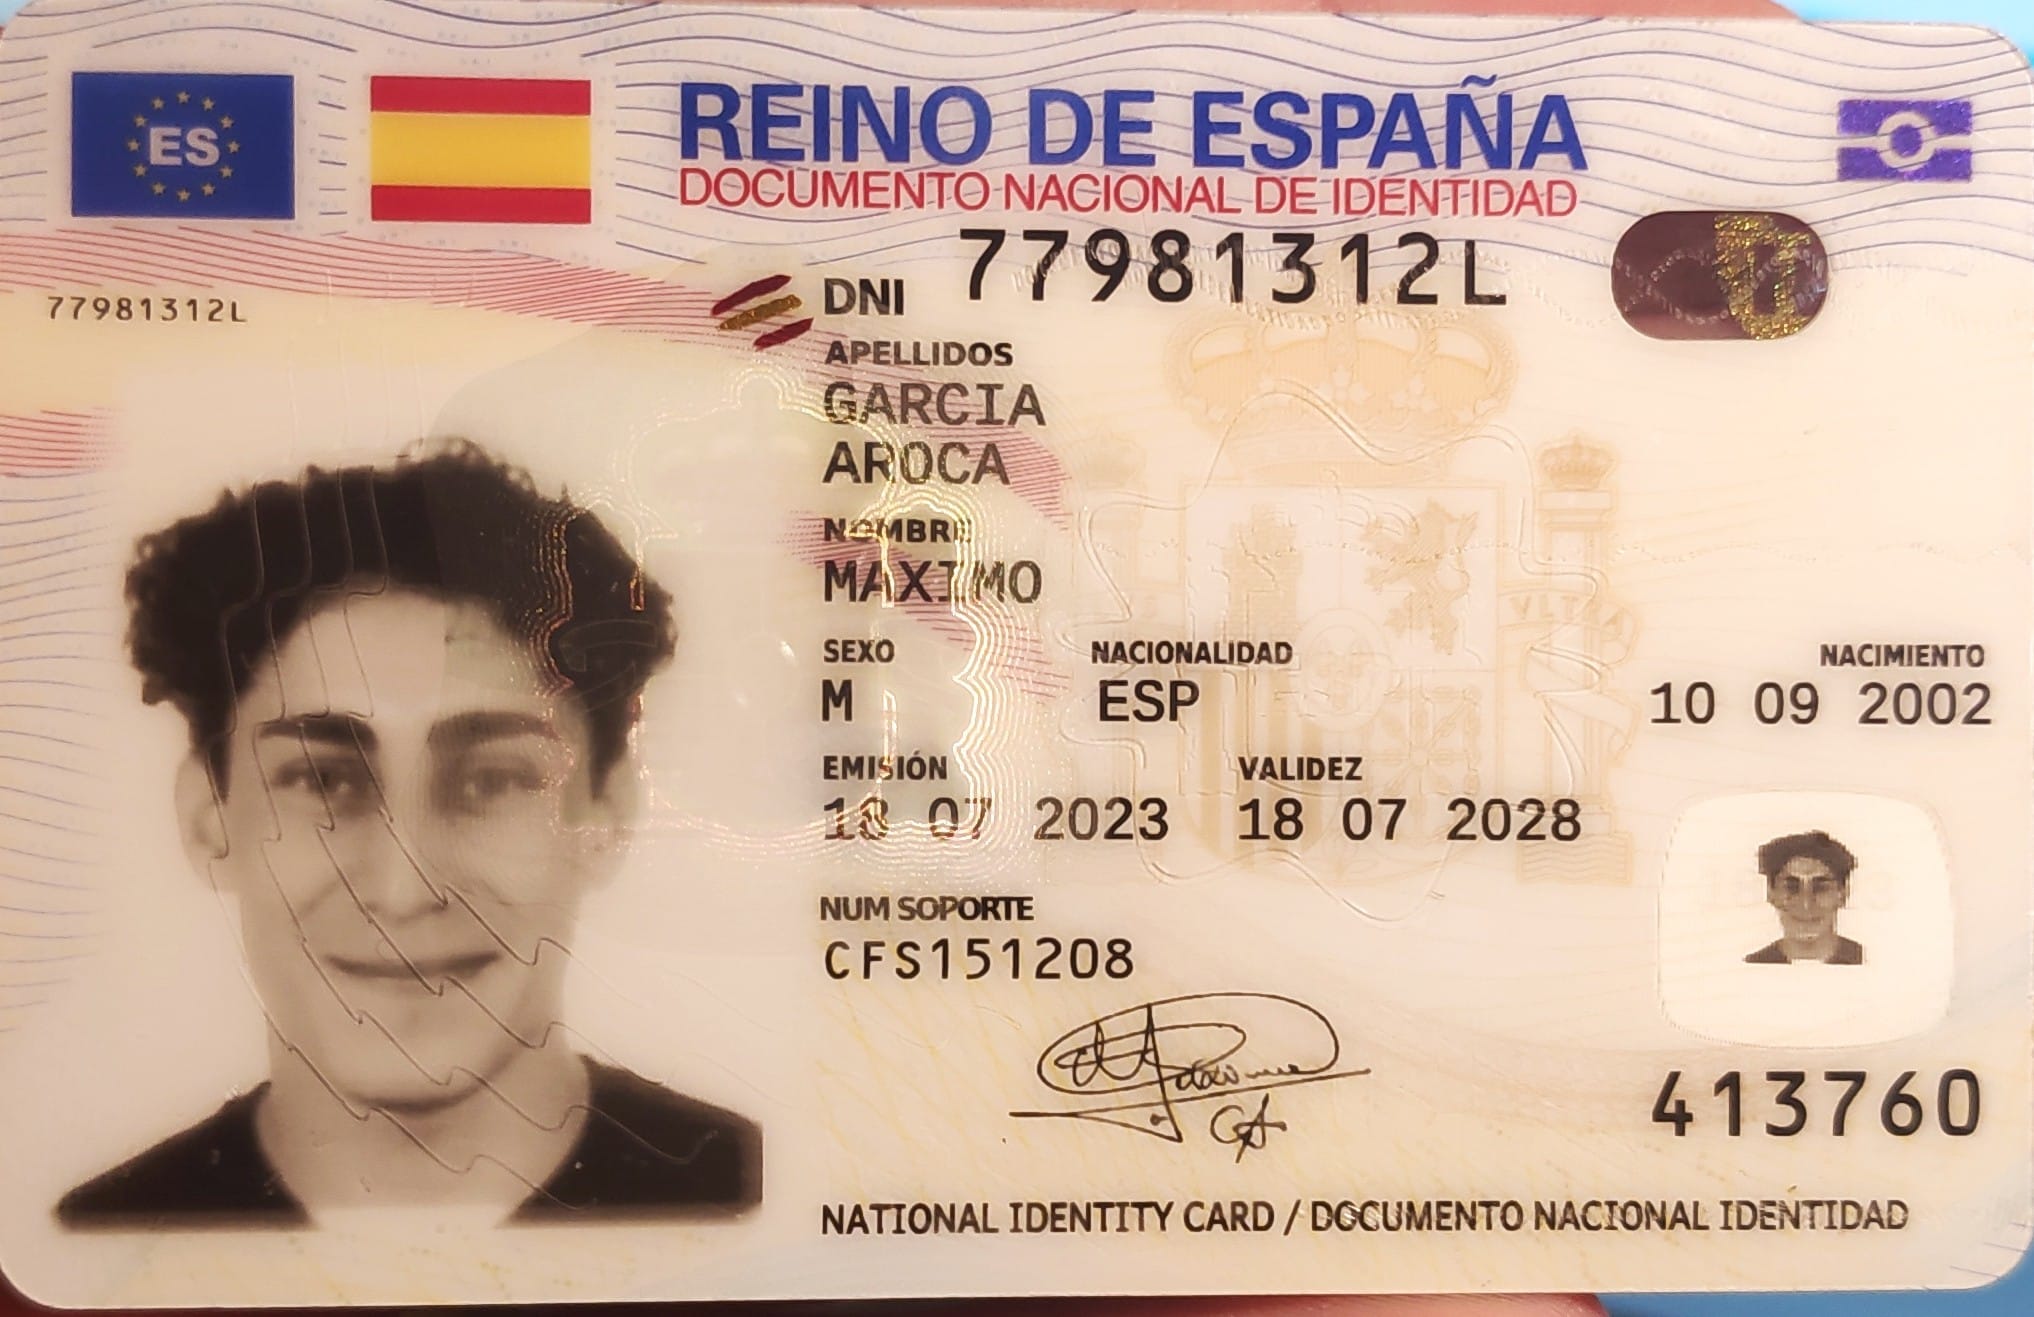 ES
REINO DE ESPAÑA
DOCUMENTO NACIONAL DE IDENTIDAD
DNI 77981312L
77981312L
APELLIDOS
GARCIA
AROCA
NOMBRE
MAXIMO
SEXO NACIONALIDAD NACIMIENTO
M ESP 10 09 2002
EMISIÓN VALIDEZ
18 07 2023 18 07 2028
NUM SOPORTE
CFS151208
413760
NATIONAL IDENTITY CARD / DOCUMENTO NACIONAL IDENTIDAD